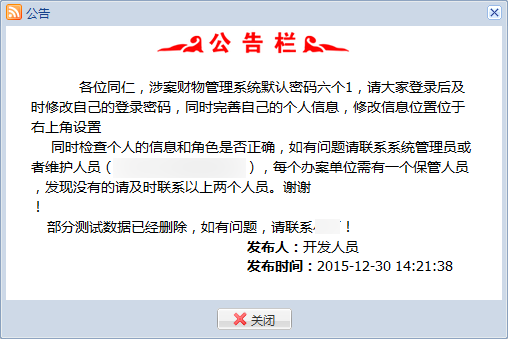 公告
公告栏
各位同仁，涉案财物管理系统默认密码六个1，请大家登录后及
时修改自己的登录密码，同时完善自己的个人信息，修改信息位置位于
右上角设置
同时检查个人的信息和角色是否正确，如有问题请联系系统管理员或
者维护人员（ ），每个办案单位需有一个保管人员
，发现没有的请及时联系以上两个人员。谢谢
！
部分测试数据已经删除，如有问题，请联系 ！
发布人：开发人员
发布时间：2015-12-30 14:21:38
关闭